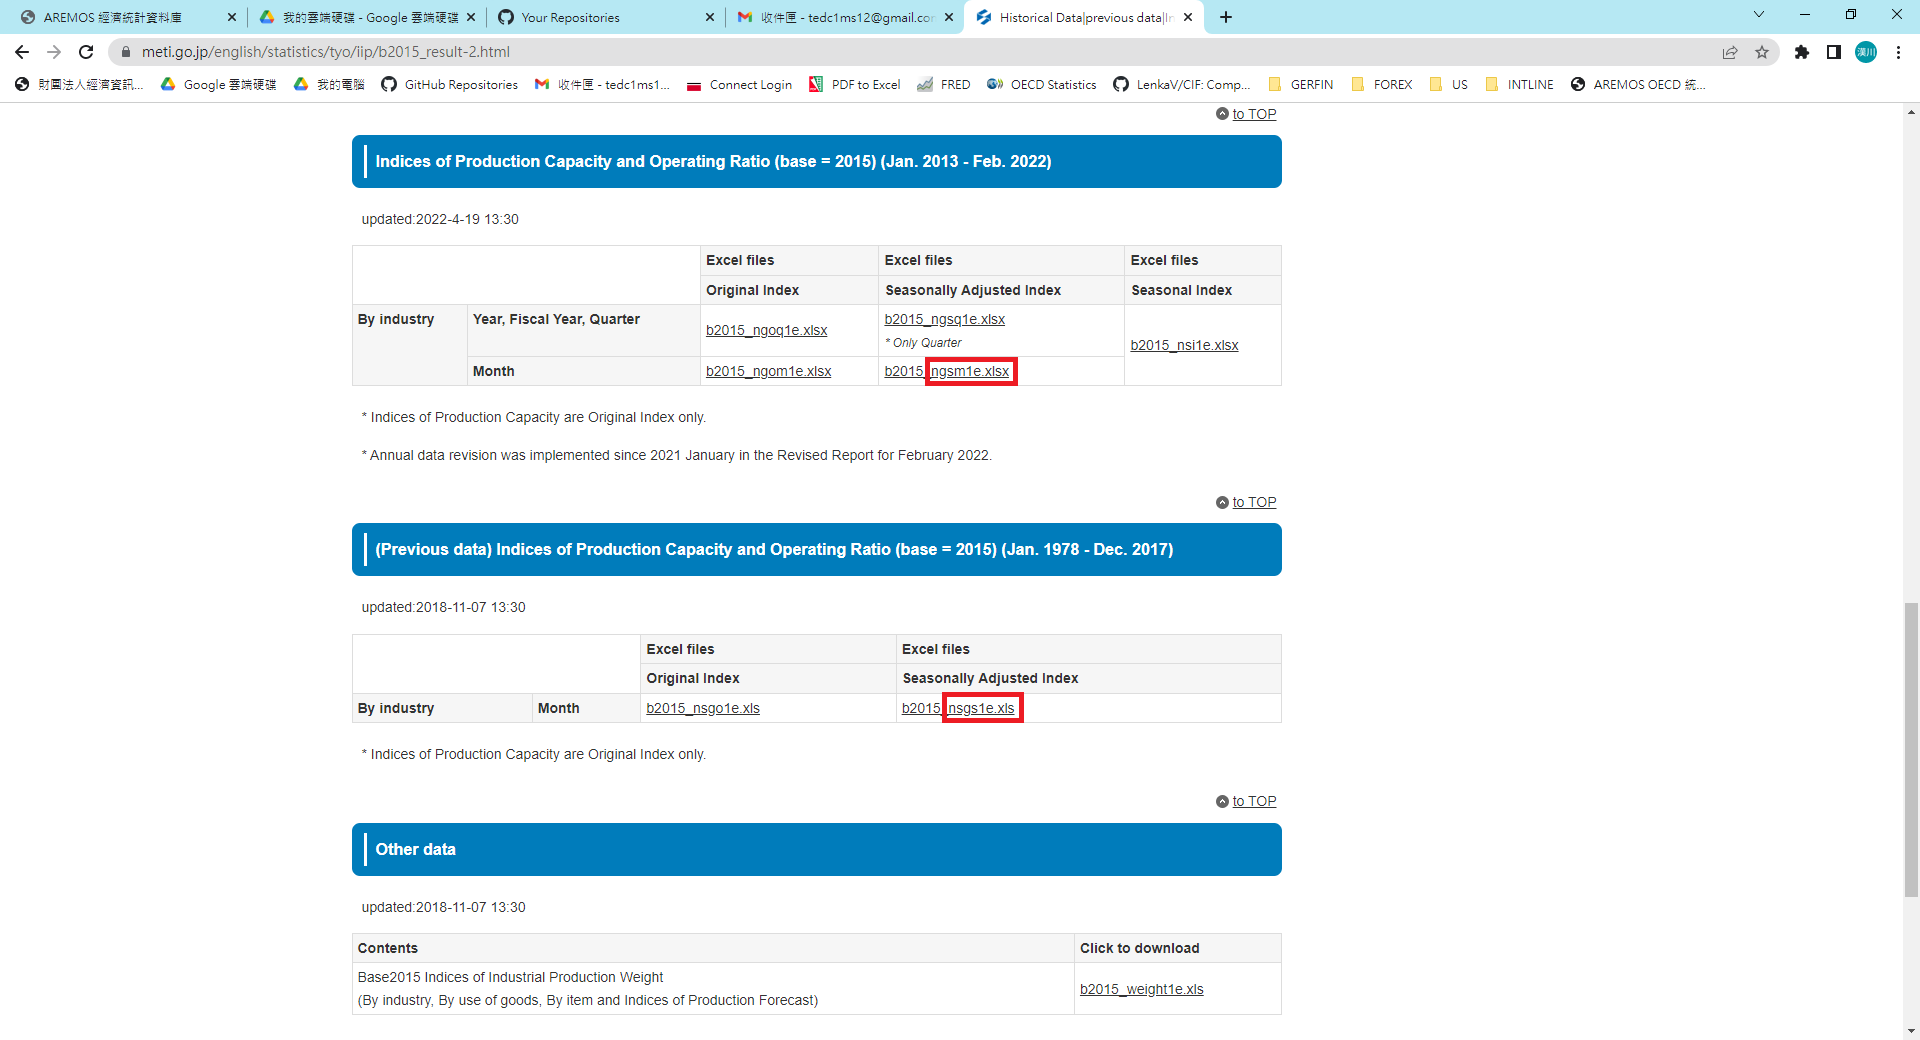 AREMOS 經濟統計資料庫
我的雲端硬碟 - Google 雲端硬碟
Your Repositories
收件匣 - tedc1ms12@gmail.com
Historical Data|previous data|In
meti.go.jp/english/statistics/tyo/iip/b2015_result-2.html
漢川
財團法人經濟資訊...
Google 雲端硬碟
我的電腦
GitHub Repositories
收件匣 - tedc1ms1...
Connect Login
PDF to Excel
FRED
OECD Statistics
LenkaV/CIF: Comp...
GERFIN
FOREX
US
INTLINE
AREMOS OECD 統...
to TOP
Indices of Production Capacity and Operating Ratio (base = 2015) (Jan. 2013 - Feb. 2022)
updated:2022-4-19 13:30
Excel files Excel files Excel files
Original Index Seasonally Adjusted Index Seasonal Index
By industry Year, Fiscal Year, Quarter b2015_ngoq1e.xlsx b2015_ngsq1e.xlsx
* Only Quarter
b2015_nsi1e.xlsx
Month b2015_ngom1e.xlsx b2015_ngsm1e.xlsx
* Indices of Production Capacity are Original Index only.
* Annual data revision was implemented since 2021 January in the Revised Report for February 2022.
to TOP
(Previous data) Indices of Production Capacity and Operating Ratio (base = 2015) (Jan. 1978 - Dec. 2017)
updated:2018-11-07 13:30
Excel files Excel files
Original Index Seasonally Adjusted Index
By industry Month b2015_nsgo1e.xls b2015_nsgs1e.xls
* Indices of Production Capacity are Original Index only.
to TOP
Other data
updated:2018-11-07 13:30
Contents Click to download
Base2015 Indices of Industrial Production Weight
(By industry, By use of goods, By item and Indices of Production Forecast)
b2015_weight1e.xls